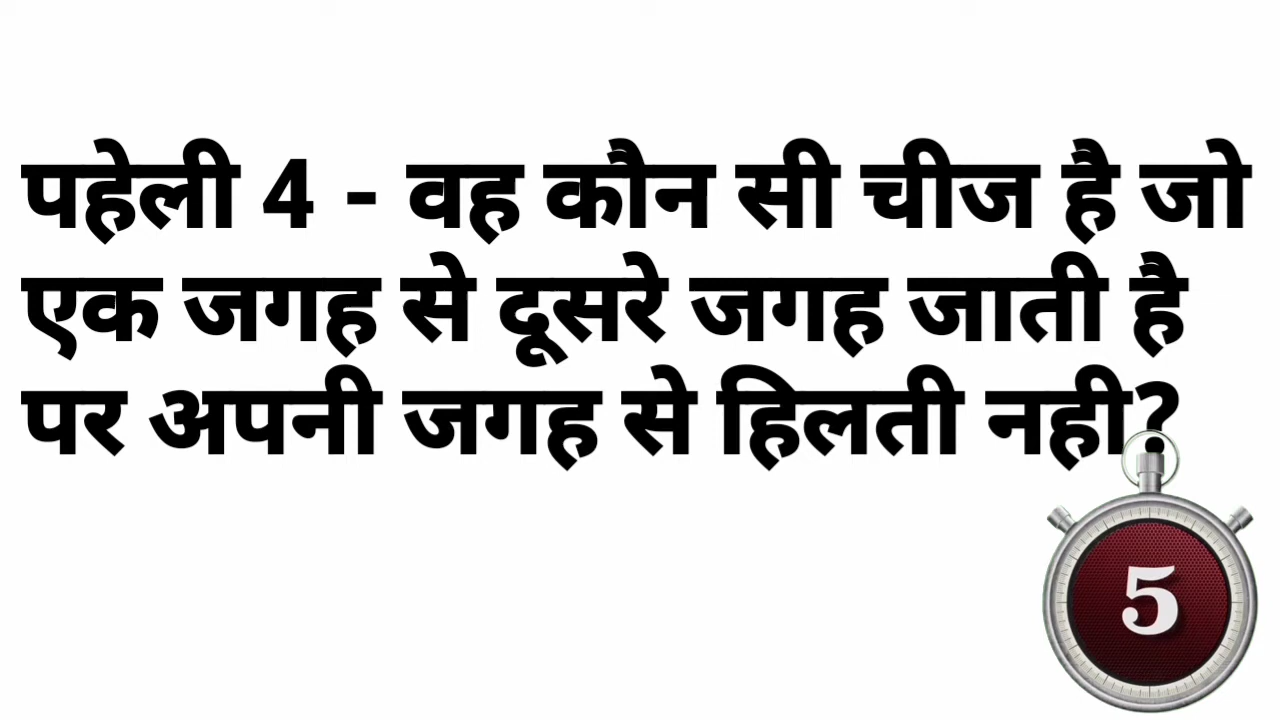 पहेली 4 - वह कौन सी चीज है जो
एक जगह से दूसरे जगह जाती है
पर अपनी जगह से हिलती नही?
5